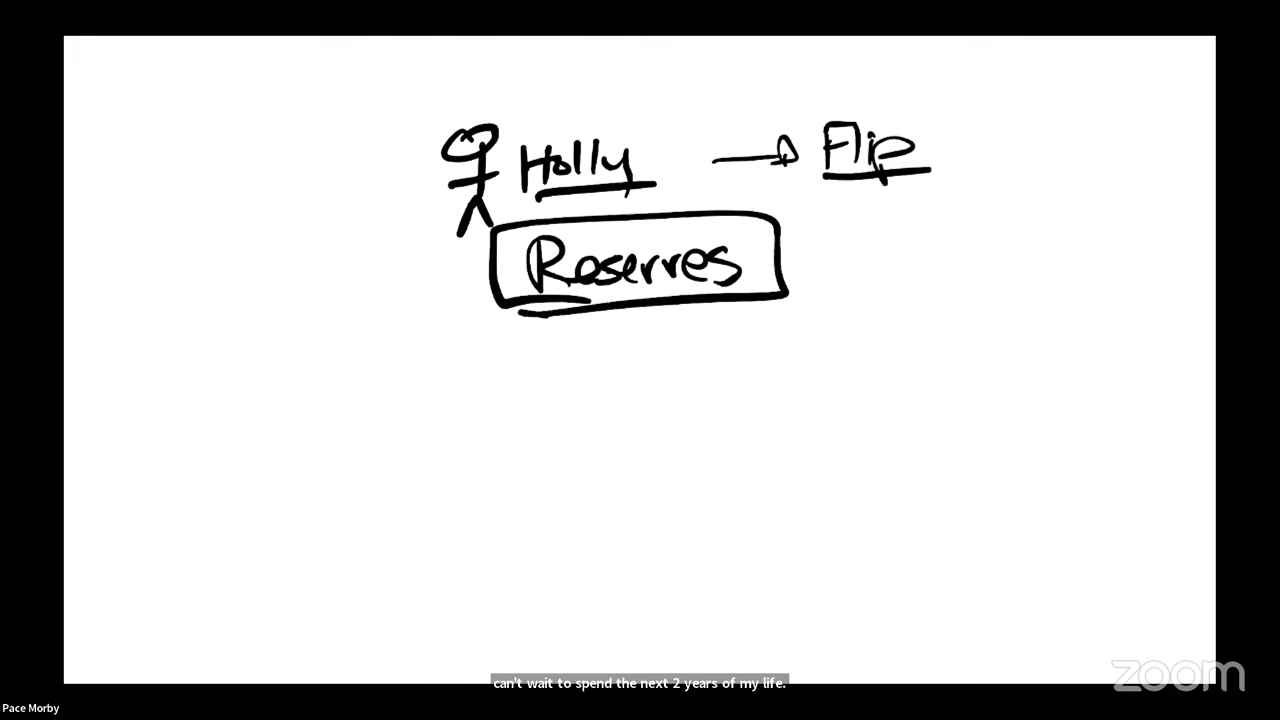 Holly Flip
Reserves
can't wait to spend the next 2 years of my life.
zoom
Pace Morby